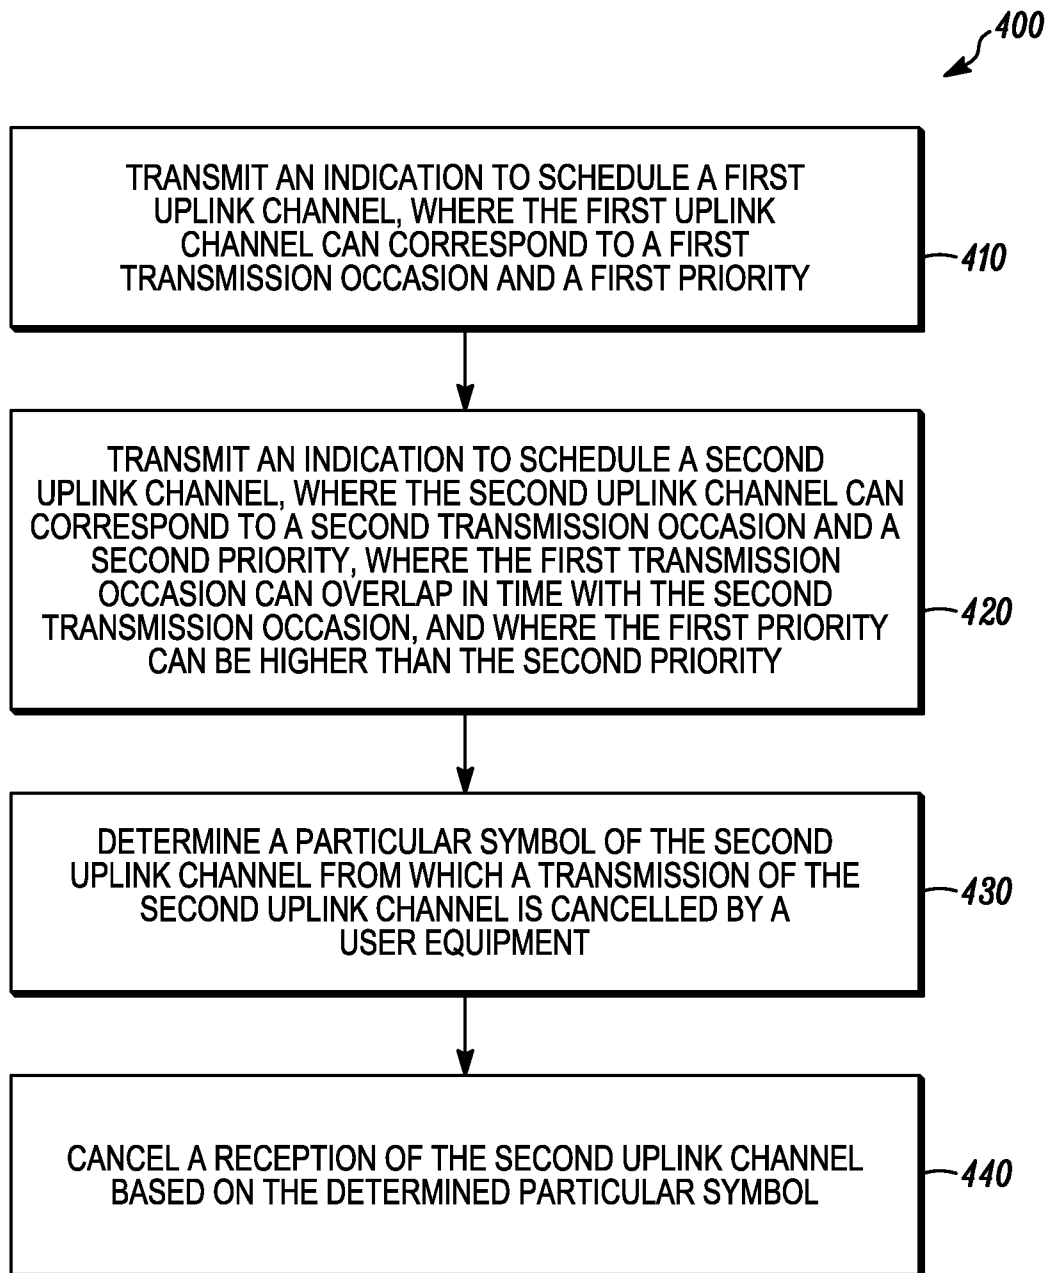 400
TRANSMIT AN INDICATION TO SCHEDULE A FIRST
UPLINK CHANNEL, WHERE THE FIRST UPLINK
CHANNEL CAN CORRESPOND TO A FIRST
TRANSMISSION OCCASION AND A FIRST PRIORITY
410
TRANSMIT AN INDICATION TO SCHEDULE A SECOND
UPLINK CHANNEL, WHERE THE SECOND UPLINK CHANNEL CAN
CORRESPOND TO A SECOND TRANSMISSION OCCASION AND A
SECOND PRIORITY, WHERE THE FIRST TRANSMISSION
OCCASION CAN OVERLAP IN TIME WITH THE SECOND
TRANSMISSION OCCASION, AND WHERE THE FIRST PRIORITY
CAN BE HIGHER THAN THE SECOND PRIORITY
420
DETERMINE A PARTICULAR SYMBOL OF THE SECOND
UPLINK CHANNEL FROM WHICH A TRANSMISSION OF THE
SECOND UPLINK CHANNEL IS CANCELLED BY A
USER EQUIPMENT
430
CANCEL A RECEPTION OF THE SECOND UPLINK CHANNEL
BASED ON THE DETERMINED PARTICULAR SYMBOL
440